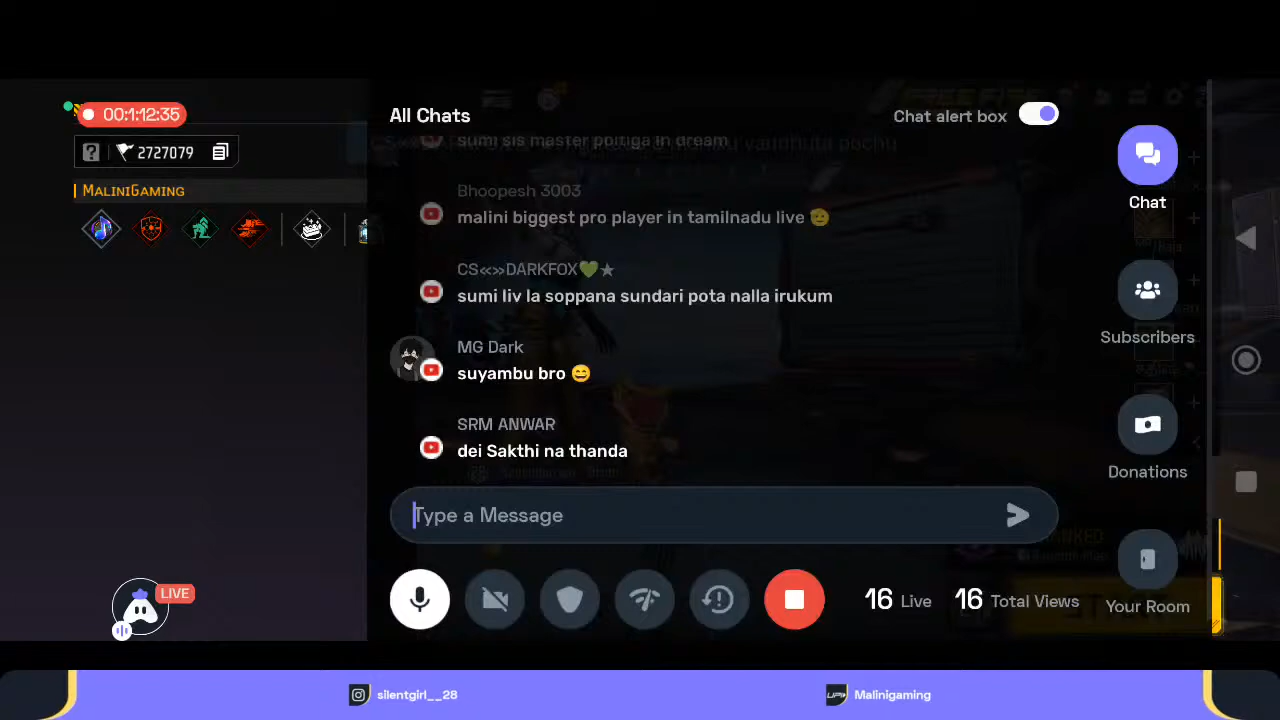 00:1:12:35
All Chats
Chat alert box
sumi sis master poitiga in dream
? 2727079
Bhoopesh 3003
malini biggest pro player in tamilnadu live 🫡
MALINIGAMING
Chat
CS«»DARKFOX💚★
sumi liv la soppana sundari pota nalla irukum
Subscribers
MG Dark
suyambu bro 😄
SRM ANWAR
dei Sakthi na thanda
Donations
Type a Message
LIVE
16 Live
16 Total Views
Your Room
silentgirl__28
UPI
Malinigaming